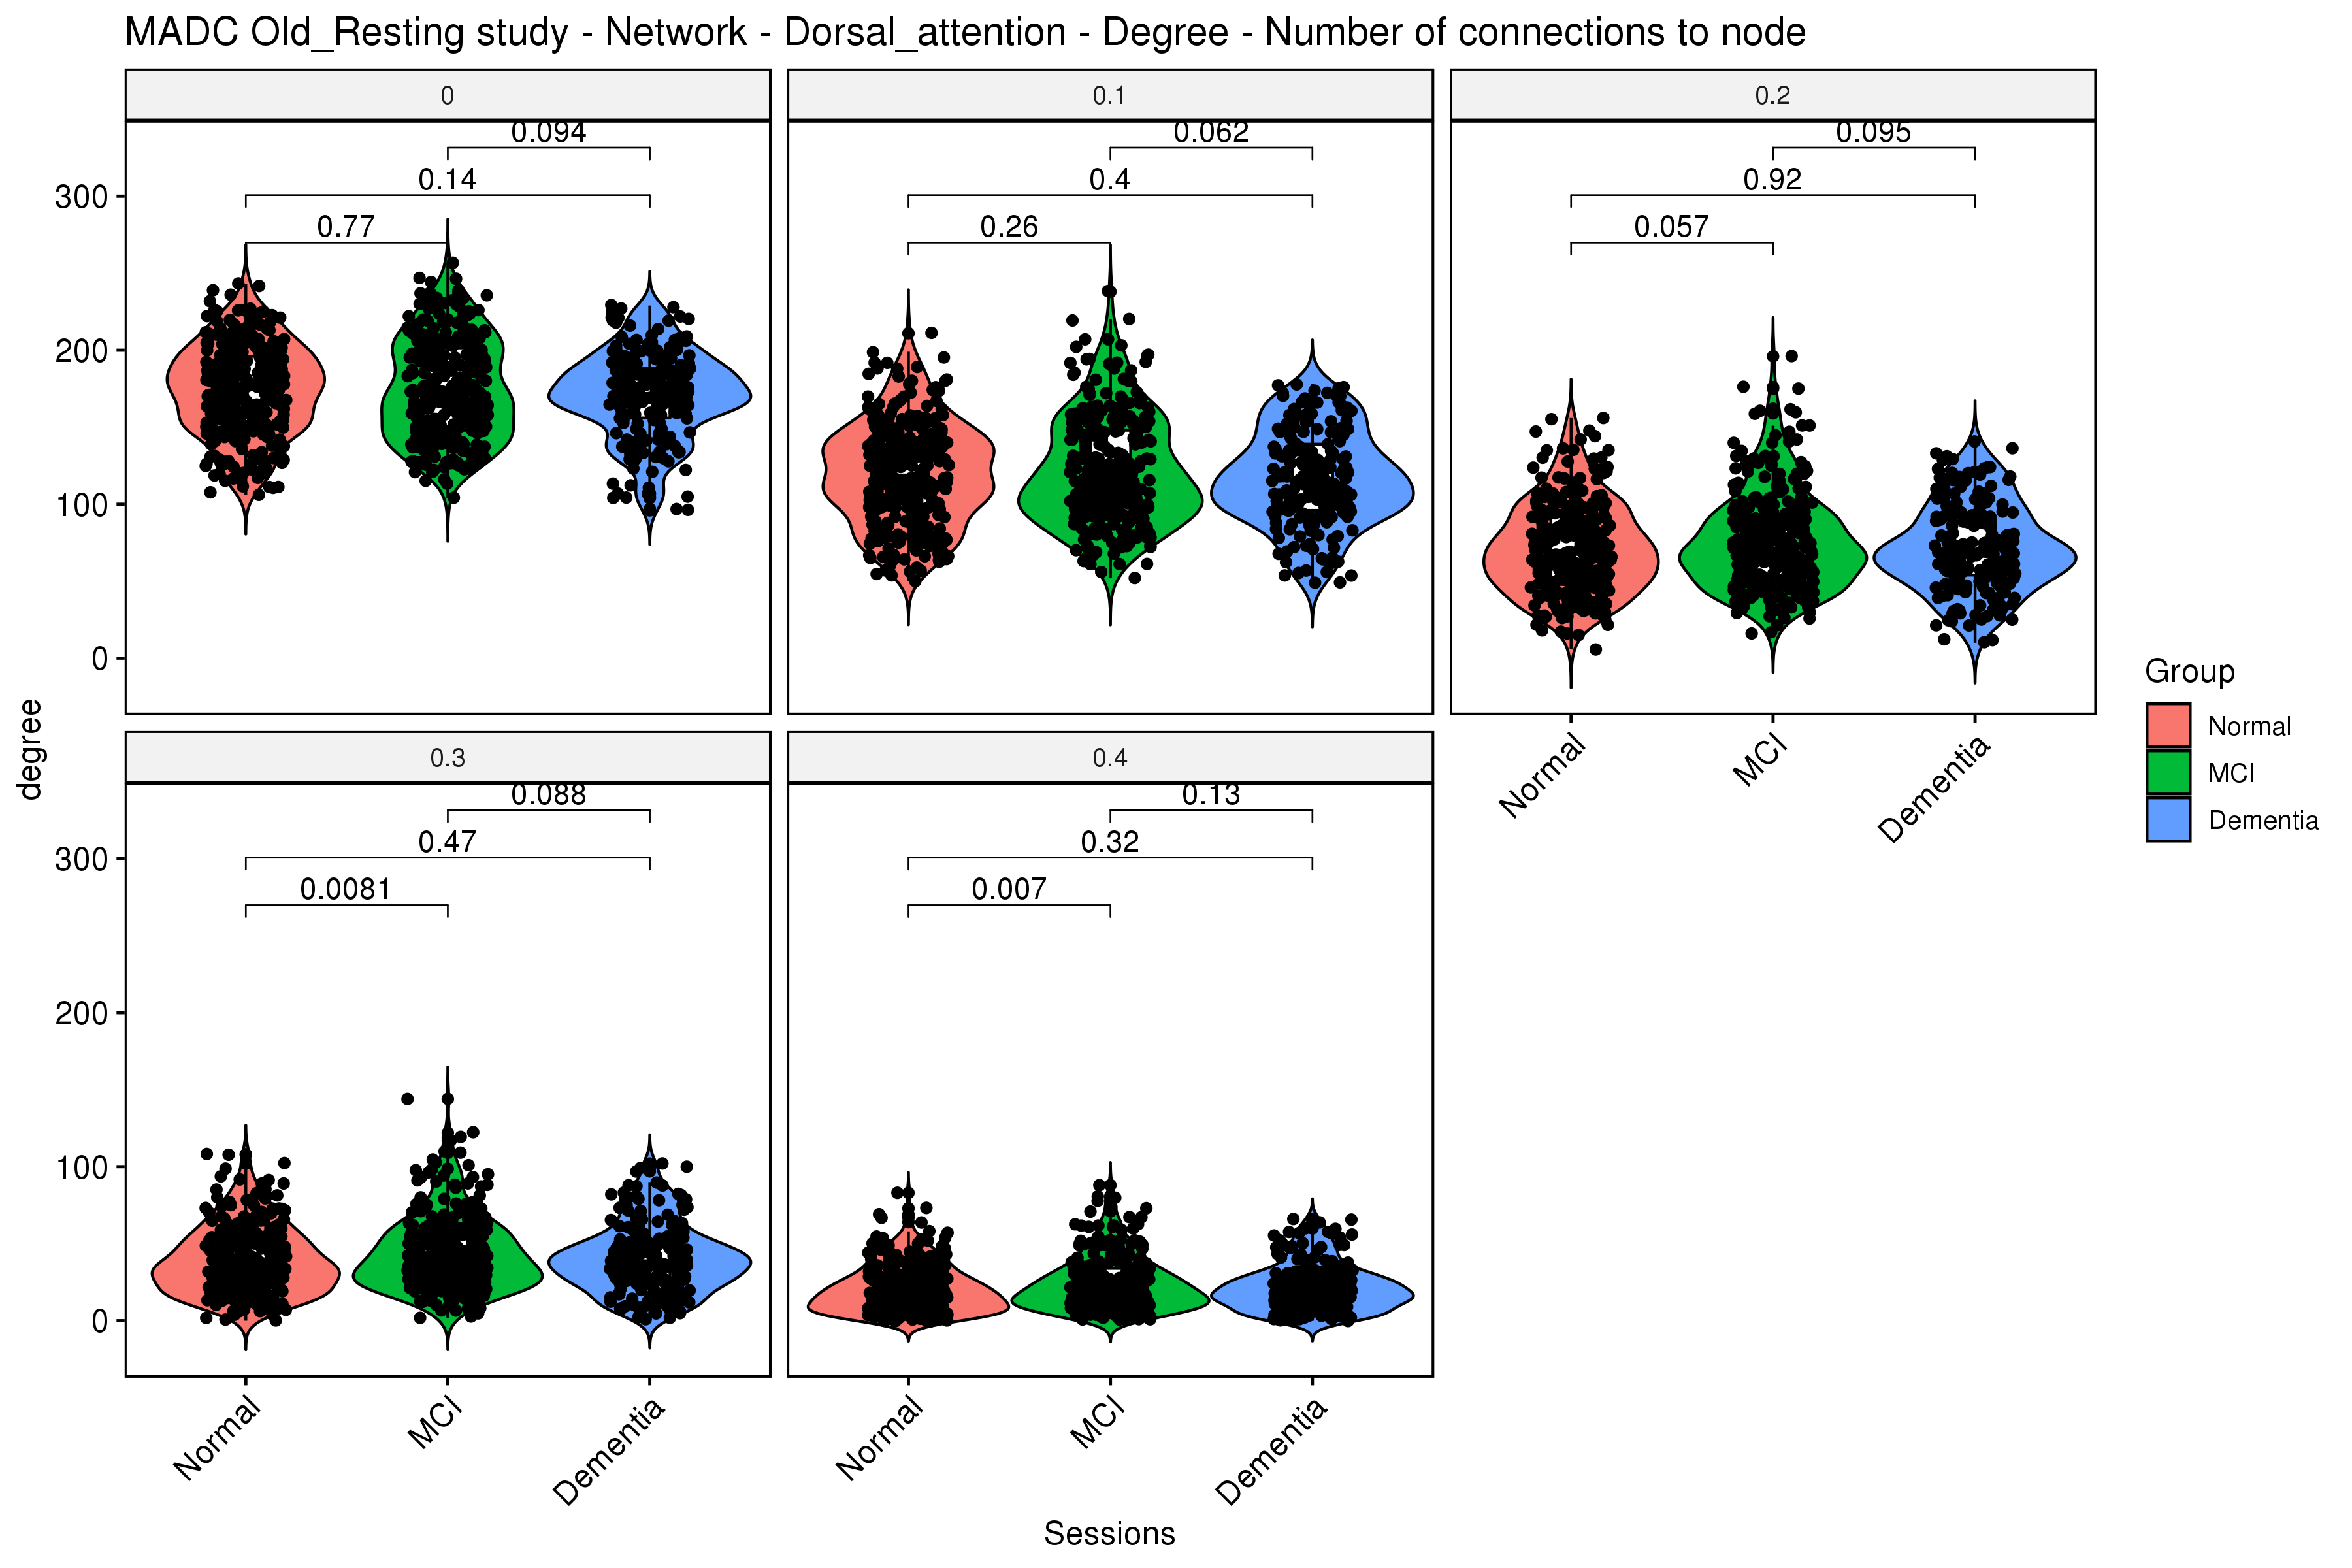 MADC Old_Resting study - Network - Dorsal_attention - Degree - Number of connections to node
0
0.1
0.2
0.094
0.14
0.77
0.062
0.4
0.26
0.095
0.92
0.057
300
200
100
0
Normal
MCI
Dementia
degree
0.3
0.4
0.088
0.47
0.0081
0.13
0.32
0.007
300
200
100
0
Normal
MCI
Dementia
Normal
MCI
Dementia
Sessions
Group
Normal
MCI
Dementia